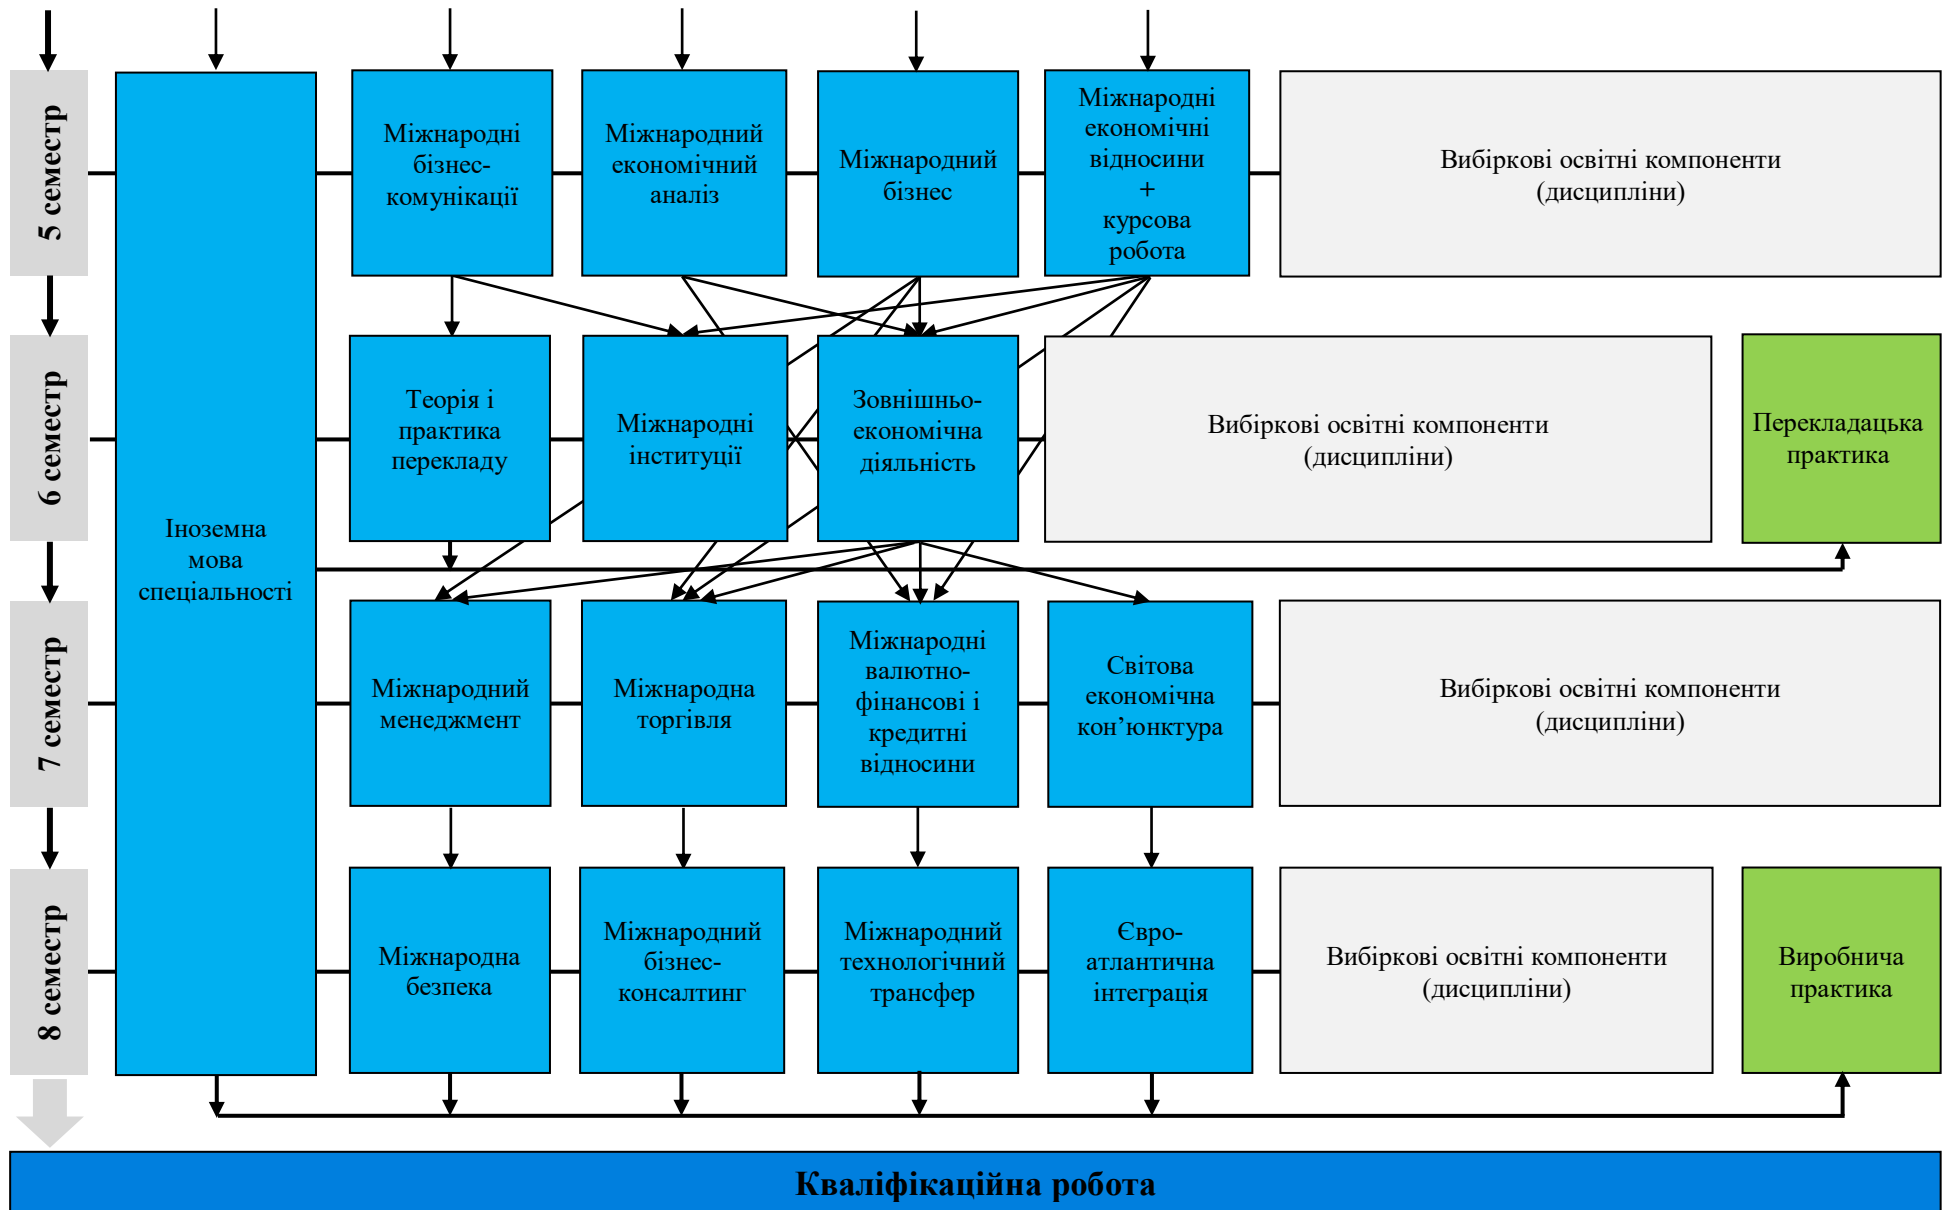 5 семестр
Міжнародні
бізнес-
комунікації
Міжнародний
економічний
аналіз
Міжнародний
бізнес
Міжнародні
економічні
відносини
+
курсова
робота
Вибіркові освітні компоненти
(дисципліни)
6 семестр
Іноземна
мова
спеціальності
Теорія і
практика
перекладу
Міжнародні
інституції
Зовнішньо-
економічна
діяльність
Вибіркові освітні компоненти
(дисципліни)
Перекладацька
практика
7 семестр
Міжнародний
менеджмент
Міжнародна
торгівля
Міжнародні
валютно-
фінансові і
кредитні
відносини
Світова
економічна
кон’юнктура
Вибіркові освітні компоненти
(дисципліни)
8 семестр
Міжнародна
безпека
Міжнародний
бізнес-
консалтинг
Міжнародний
технологічний
трансфер
Євро-
атлантична
інтеграція
Вибіркові освітні компоненти
(дисципліни)
Виробнича
практика
Кваліфікаційна робота